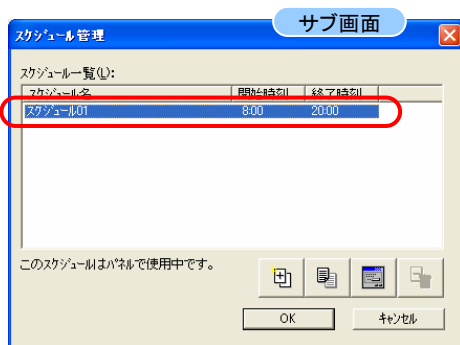 サブ画面
スケジュール管理
スケジュール一覧(L):
スケジュール名 開始時刻 終了時刻
スケジュール01 8:00 20:00
このスケジュールはパネルで使用中です。
OK キャンセル